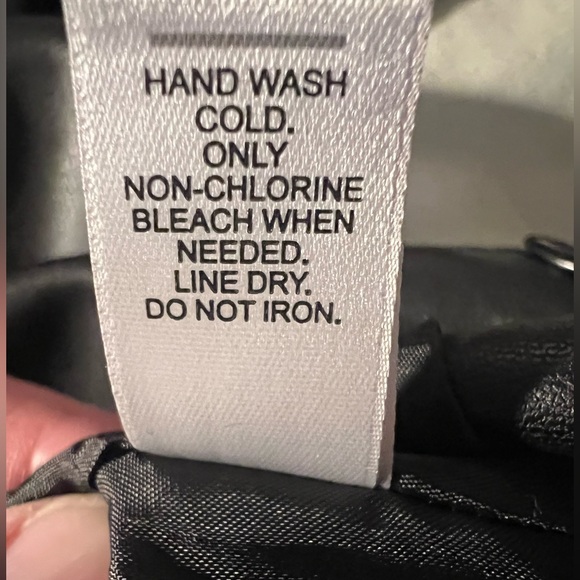 HAND WASH
COLD.
ONLY
NON-CHLORINE
BLEACH WHEN
NEEDED.
LINE DRY.
DO NOT IRON.